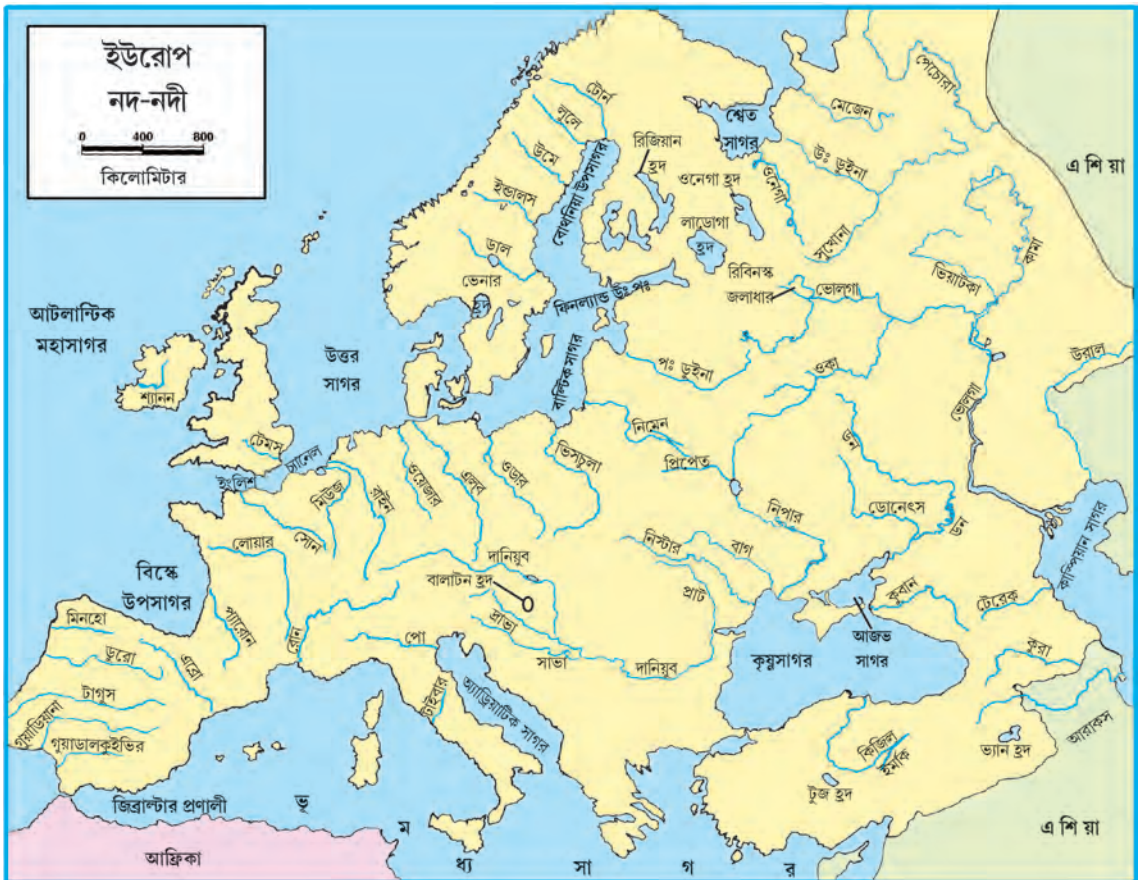 ইউরোপ
নদ-নদী
0 400 800
কিলোমিটার
পেচোরা
মেজেন
শ্বেত
সাগর
উঃ ডুইনা
এশিয়া
টোর্ন
লুলে
উমে
ইন্ডালস
ডাল
ভেনার
হ্রদ
বোথনিয়া উপসাগর
রিজিয়ান
হ্রদ
ওনেগা হ্রদ
ওনেগা
লাডোগা
হ্রদ
সুখোনা
ভিয়াটকা
কামা
রিবিনস্ক
জলাধার
ভোলগা
ফিনল্যান্ড উঃ পঃ
আটলান্টিক
মহাসাগর
উত্তর
সাগর
বাল্টিক সাগর
পঃ ডুইনা
ওকা
ভোলগা
উরাল
শ্যানন
টেমস
ইংলিশ চ্যানেল
মিউজ
রাইন
ওয়েজার
এলব
ওডার
ভিসচুলা
নিমেন
প্রিপেত
ডন
ডোনেৎস
ডন
নিপার
সোন
লোয়ার
দানিয়ুব
নিস্টার
বাগ
কাস্পিয়ান সাগর
বিস্কে
উপসাগর
বালাটন হ্রদ
প্রাট
কুবান
টেরেক
মিনহো
প্যারোন
রোন
পো
দ্রাভা
সাভা
দানিয়ুব
কৃষ্ণসাগর
আজভ
সাগর
কুরা
ডুরো
এব্রো
টাগুস
গুয়াডিয়ানা
গুয়াডালকুইভির
টাইবার
অ্যাড্রিয়াটিক সাগর
কিজিল
ইর্মাক
ভ্যান হ্রদ
আরাকস
টুজ হ্রদ
জিব্রাল্টার প্রণালী
ভূ ম ধ্য সা গ র
আফ্রিকা
এশিয়া